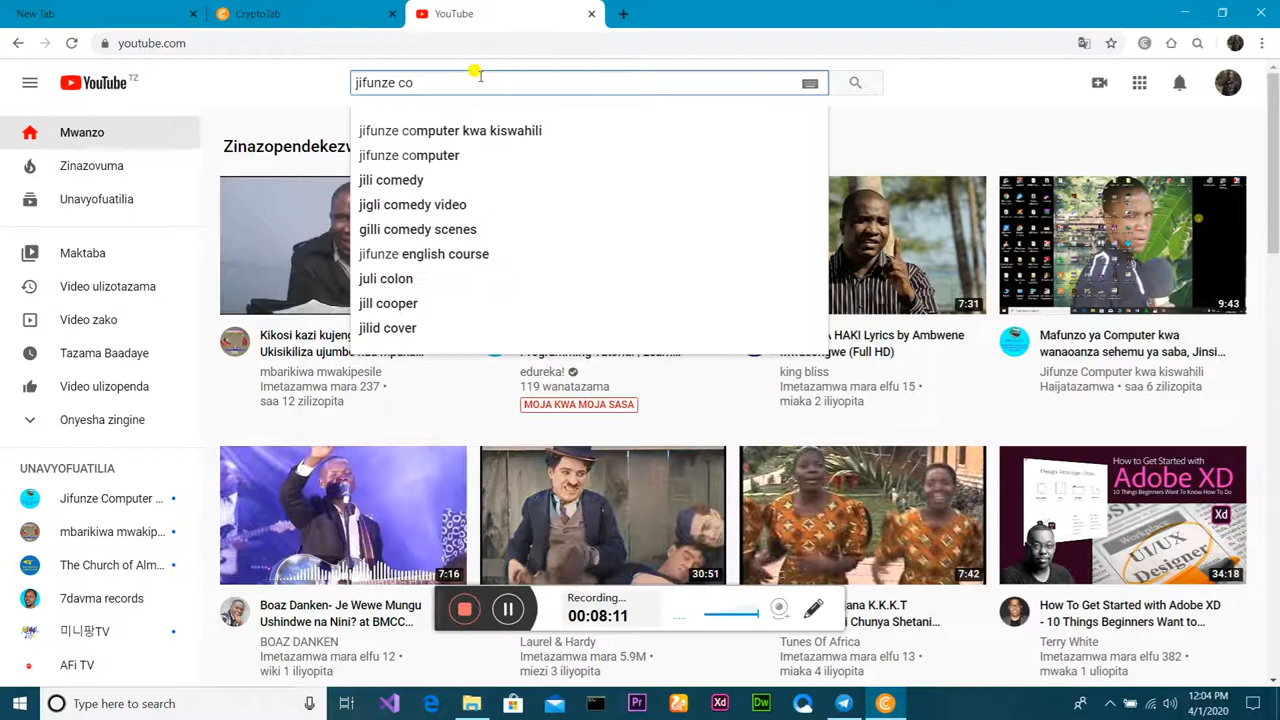 New Tab
CryptoTab
YouTube
youtube.com
YouTube TZ
jifunze co
jifunze computer kwa kiswahili
jifunze computer
jili comedy
jigli comedy video
gilli comedy scenes
jifunze english course
juli colon
jill cooper
jilid cover
Mwanzo
Zinazovuma
Unavyofuatilia
Maktaba
Video ulizotazama
Video zako
Tazama Baadaye
Video ulizopenda
Onyesha zingine
UNAVYOFUATILIA
Jifunze Computer ...
mbarikiwa mwakip...
The Church of Alm...
7davma records
미니팡TV
AFi TV
7:31
9:43
Kikosi kazi kujeng
mbarikiwa mwakipesile
Imetazamwa mara 237 •
saa 12 zilizopita
edureka!
119 wanatazama
MOJA KWA MOJA SASA
HAKI Lyrics by Ambwene
(Full HD)
king bliss
Imetazamwa mara elfu 15 •
miaka 2 iliyopita
Mafunzo ya Computer kwa
wanaoanza sehemu ya saba, Jinsi...
Jifunze Computer kwa kiswahili
Haijatazamwa • saa 6 zilizopita
7:16
30:51
7:42
How to Get Started with
Adobe XD
10 Things Beginners Want to Know How To Do
Xd
UI/UX
Designer
34:18
Boaz Danken- Je Wewe Mungu
Ushindwe na Nini? at BMCC...
BOAZ DANKEN
Imetazamwa mara elfu 12 •
wiki 1 iliyopita
Laurel & Hardy
Imetazamwa mara 5.9M •
miezi 3 iliyopita
K.K.K.T
Chunya Shetani...
Tunes Of Africa
Imetazamwa mara elfu 13 •
miaka 4 iliyopita
How To Get Started with Adobe XD
- 10 Things Beginners Want to...
Terry White
Imetazamwa mara elfu 382 •
mwaka 1 uliopita
Recording...
00:08:11
Type here to search
Pr
Xd
Dw
12:04 PM
4/1/2020